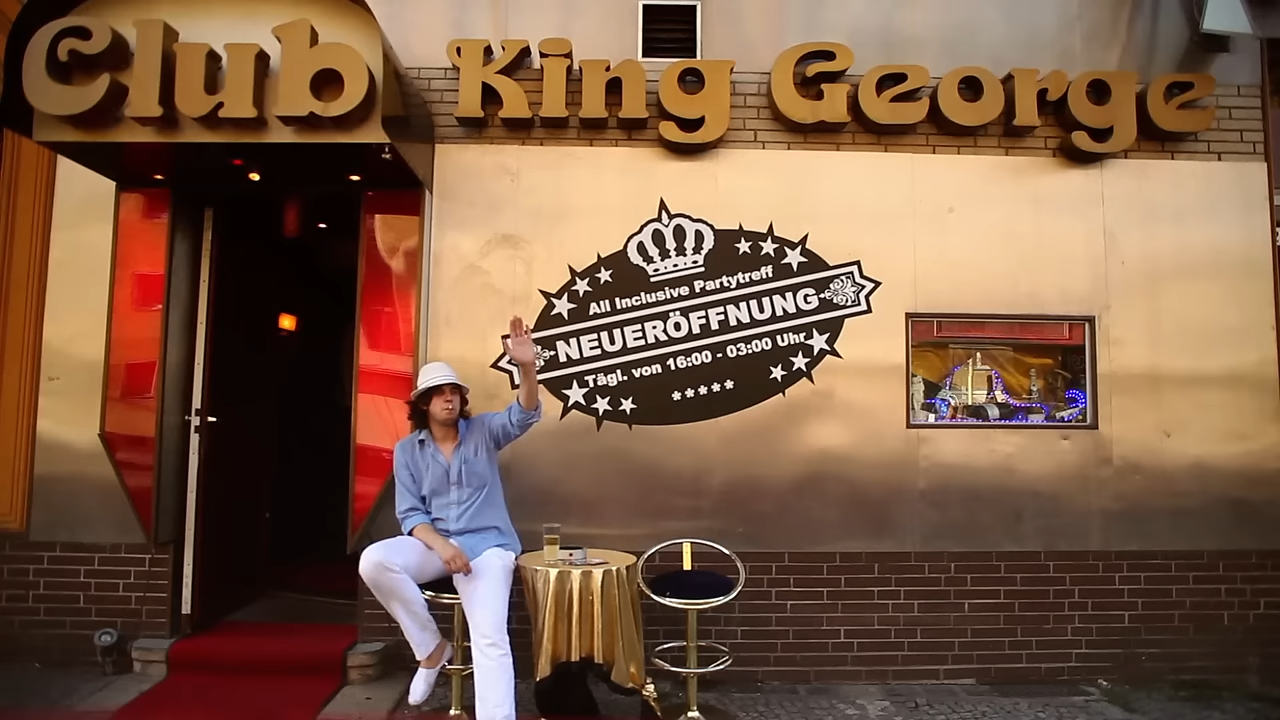 Club King George
All Inclusive Partytreff
NEUERÖFFNUNG
Tägl. von 16:00 - 03:00 Uhr
*****